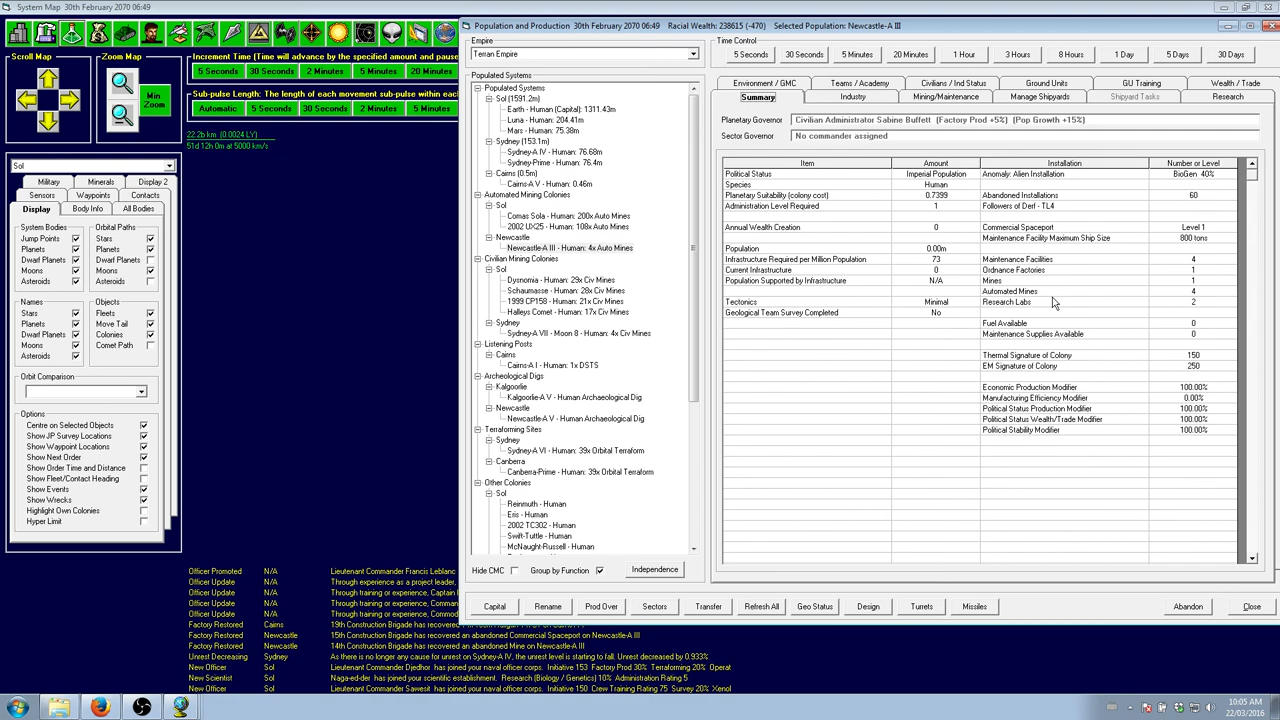 System Map  30th February 2070 06:49
Scroll Map
Zoom Map
Min Zoom
Increment Time (Time will advance by the specified amount and pause
5 Seconds 30 Seconds 2 Minutes 5 Minutes 20 Minutes
Sub-pulse Length: The length of each movement sub-pulse within each
Automatic 5 Seconds 30 Seconds 2 Minutes 5 Minutes
22.2b km (0.0024 LY)
51d 12h 0m at 5000 km/s
Sol
Military Minerals Display 2
Sensors Waypoints Contacts
Display Body Info All Bodies
System Bodies
Jump Points
Planets
Dwarf Planets
Moons
Asteroids
Orbital Paths
Stars
Planets
Dwarf Planets
Moons
Asteroids
Names
Stars
Planets
Dwarf Planets
Moons
Asteroids
Objects
Fleets
Move Tail
Colonies
Comet Path
Orbit Comparison
Options
Centre on Selected Objects
Show JP Survey Locations
Show Waypoint Locations
Show Next Order
Show Order Time and Distance
Show Fleet/Contact Heading
Show Events
Show Wrecks
Highlight Own Colonies
Hyper Limit
Population and Production  30th February 2070 06:49  Racial Wealth: 238615 (-470)  Selected Population: Newcastle-A III
Empire
Terran Empire
Time Control
5 Seconds 30 Seconds 5 Minutes 20 Minutes 1 Hour 3 Hours 8 Hours 1 Day 5 Days 30 Days
Populated Systems
Populated Systems
Sol (1591.2m)
Earth - Human (Capital): 1311.43m
Luna - Human: 204.41m
Mars - Human: 75.38m
Sydney (153.1m)
Sydney-A IV - Human: 76.68m
Sydney-Prime - Human: 76.4m
Cairns (0.5m)
Cairns-A V - Human: 0.46m
Automated Mining Colonies
Sol
Comas Sola - Human: 200x Auto Mines
2002 UX25 - Human: 108x Auto Mines
Newcastle
Newcastle-A III - Human: 4x Auto Mines
Civilian Mining Colonies
Sol
Dysnomia - Human: 29x Civ Mines
Schaumasse - Human: 28x Civ Mines
1999 CP158 - Human: 21x Civ Mines
Halley Comet - Human: 17x Civ Mines
Sydney
Sydney-A VII - Moon 8 - Human: 4x Civ Mines
Listening Posts
Cairns
Cairns-A I - Human: 1x DSTS
Archeological Digs
Kalgoorlie
Kalgoorlie-A V - Human Archaeological Dig
Newcastle
Newcastle-A V - Human Archaeological Dig
Terraforming Sites
Sydney
Sydney-A VI - Human: 39x Orbital Terraform
Canberra
Canberra-Prime - Human: 39x Orbital Terraform
Other Colonies
Sol
Reinmuth - Human
Eris - Human
2002 TC302 - Human
Swift-Tuttle - Human
McNaught-Russell - Human
Hide CMC Group by Function Independence
Environment / GMC Teams / Academy Civilians / Ind Status Ground Units GU Training Wealth / Trade
Summary Industry Mining/Maintenance Manage Shipyards Shipyard Tasks Research
Planetary Governor Civilian Administrator Sabine Buffett (Factory Prod +5%) (Pop Growth +15%)
Sector Governor No commander assigned
Item Amount Installation Number or Level
Political Status Imperial Population Anomaly: Alien Installation BioGen 40%
Species Human
Planetary Suitability (colony cost) 0.7399 Abandoned Installations 60
Administration Level Required 1 Followers of Derf - TL4
Annual Wealth Creation 0 Commercial Spaceport Level 1
Maintenance Facility Maximum Ship Size 800 tons
Population 0.00m
Infrastructure Required per Million Population 73 Maintenance Facilities 4
Current Infrastructure 0 Ordnance Factories 1
Population Supported by Infrastructure N/A Mines 1
Automated Mines 4
Tectonics Minimal Research Labs 2
Geological Team Survey Completed No
Fuel Available 0
Maintenance Supplies Available 0
Thermal Signature of Colony 150
EM Signature of Colony 250
Economic Production Modifier 100.00%
Manufacturing Efficiency Modifier 0.00%
Political Status Production Modifier 100.00%
Political Status Wealth/Trade Modifier 100.00%
Political Stability Modifier 100.00%
Capital Rename Prod Over Sectors Transfer Refresh All Geo Status Design Turrets Missiles Abandon Close
Officer Promoted N/A Lieutenant Commander Francis Leblanc
Officer Update N/A Through experience as a project leader,
Officer Update N/A Through training or experience, Captain
Officer Update N/A Through training or experience, Lieutenant
Officer Update N/A Through training or experience, Commod
Factory Restored Cairns 19th Construction Brigade has recovered
Factory Restored Newcastle 15th Construction Brigade has recovered an abandoned Commercial Spaceport on Newcastle-A III
Factory Restored Newcastle 14th Construction Brigade has recovered an abandoned Mine on Newcastle-A III
Unrest Decreasing Sydney As there is no longer any cause for unrest on Sydney-A IV, the unrest level is starting to fall. Unrest decreased by 0.933%
New Officer Sol Lieutenant Commander Djedhor has joined your naval officer corps. Initiative 153 Factory Prod 30% Terraforming 20% Operat
New Scientist Sol Naga-ed-der has joined your scientific establishment. Research (Biology / Genetics) 10% Administration Rating 5
New Officer Sol Lieutenant Commander Sawesit has joined your naval officer corps. Initiative 150 Crew Training Rating 75 Survey 20% Xenol
10:05 AM
22/03/2016